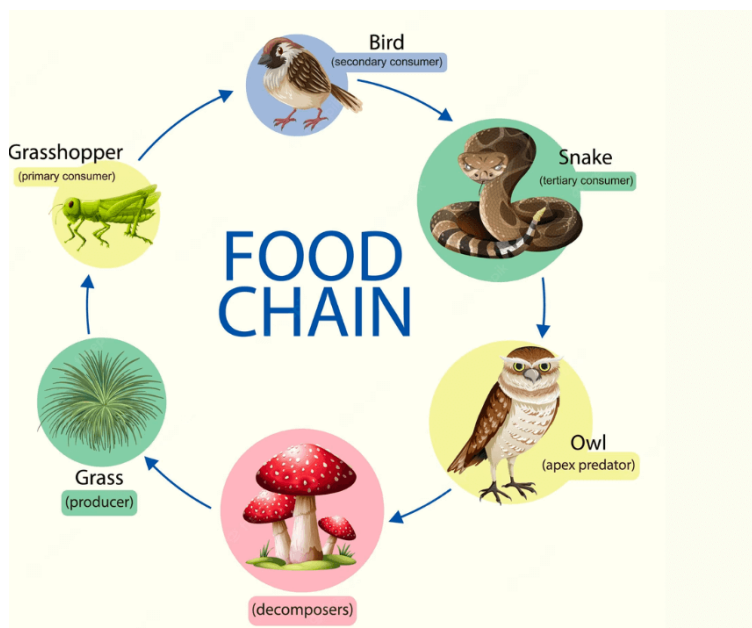 Bird
(secondary consumer)
Grasshopper
(primary consumer)
Snake
(tertiary consumer)
FOOD
CHAIN
Owl
(apex predator)
Grass
(producer)
(decomposers)